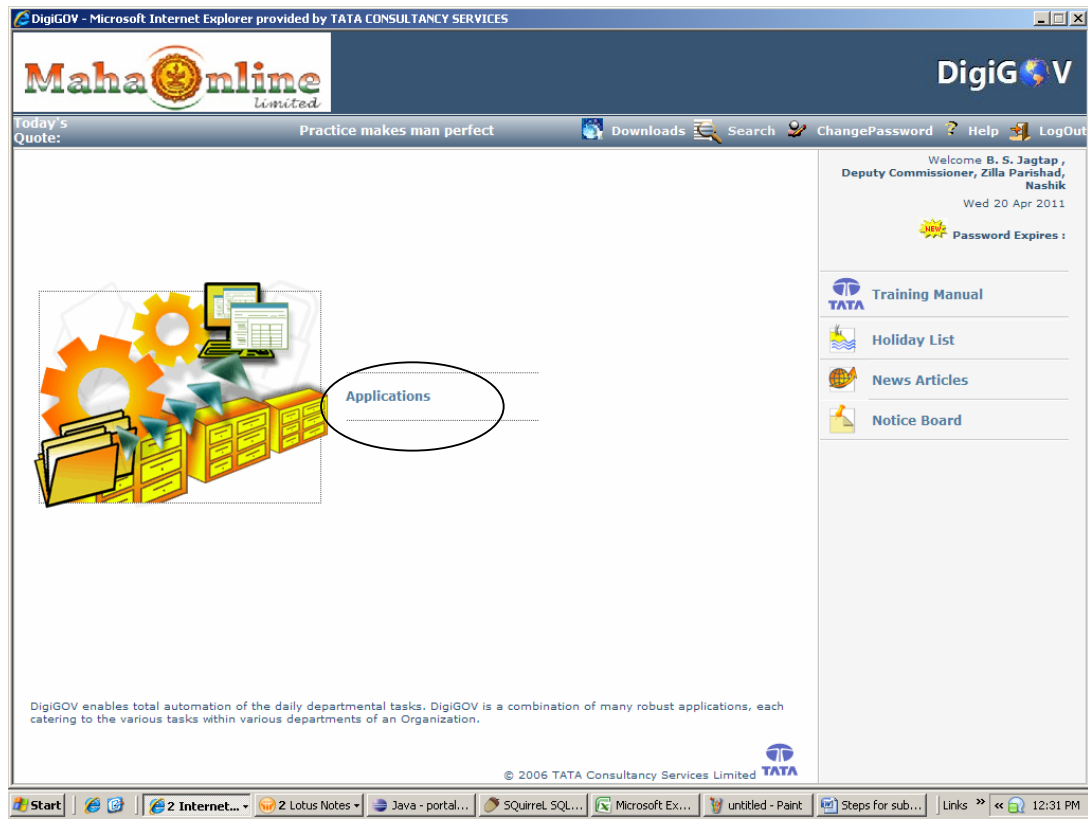 DigiGOV - Microsoft Internet Explorer provided by TATA CONSULTANCY SERVICES
Maha Online
Limited
DigiGOV
Today's
Quote:
Practice makes man perfect
Downloads
Search
ChangePassword
Help
LogOut
Welcome B. S. Jagtap ,
Deputy Commissioner, Zilla Parishad,
Nashik
Wed 20 Apr 2011
NEW
Password Expires :
TATA
Training Manual
Holiday List
News Articles
Notice Board
Applications
DigiGOV enables total automation of the daily departmental tasks. DigiGOV is a combination of many robust applications, each
catering to the various tasks within various departments of an Organization.
© 2006 TATA Consultancy Services Limited
TATA
Start
2 Internet...
2 Lotus Notes
Java - portal...
SQuirreL SQL...
Microsoft Ex...
untitled - Paint
Steps for sub...
Links »
«
12:31 PM